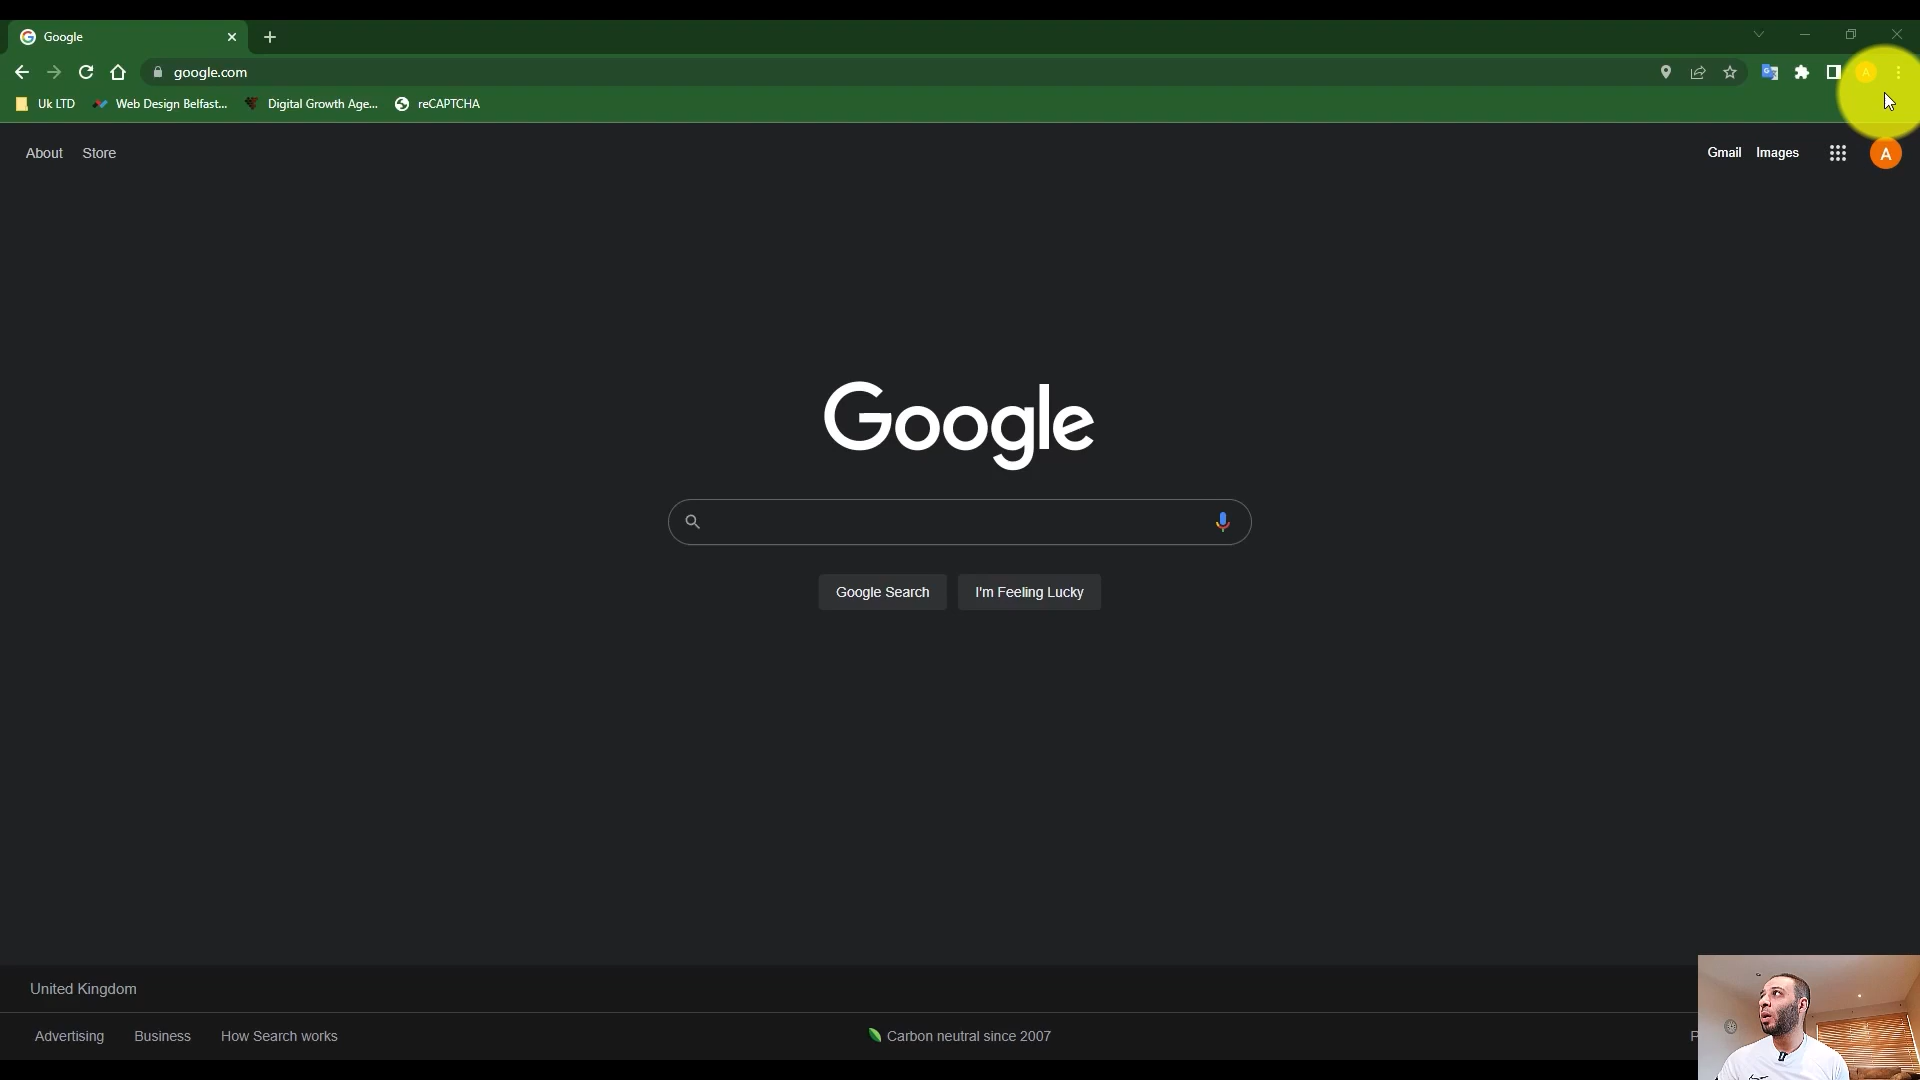 Google
google.com
Uk LTD
Web Design Belfast...
Digital Growth Age...
reCAPTCHA
A
About
Store
Gmail
Images
A
Google
Google Search
I'm Feeling Lucky
United Kingdom
Advertising
Business
How Search works
Carbon neutral since 2007